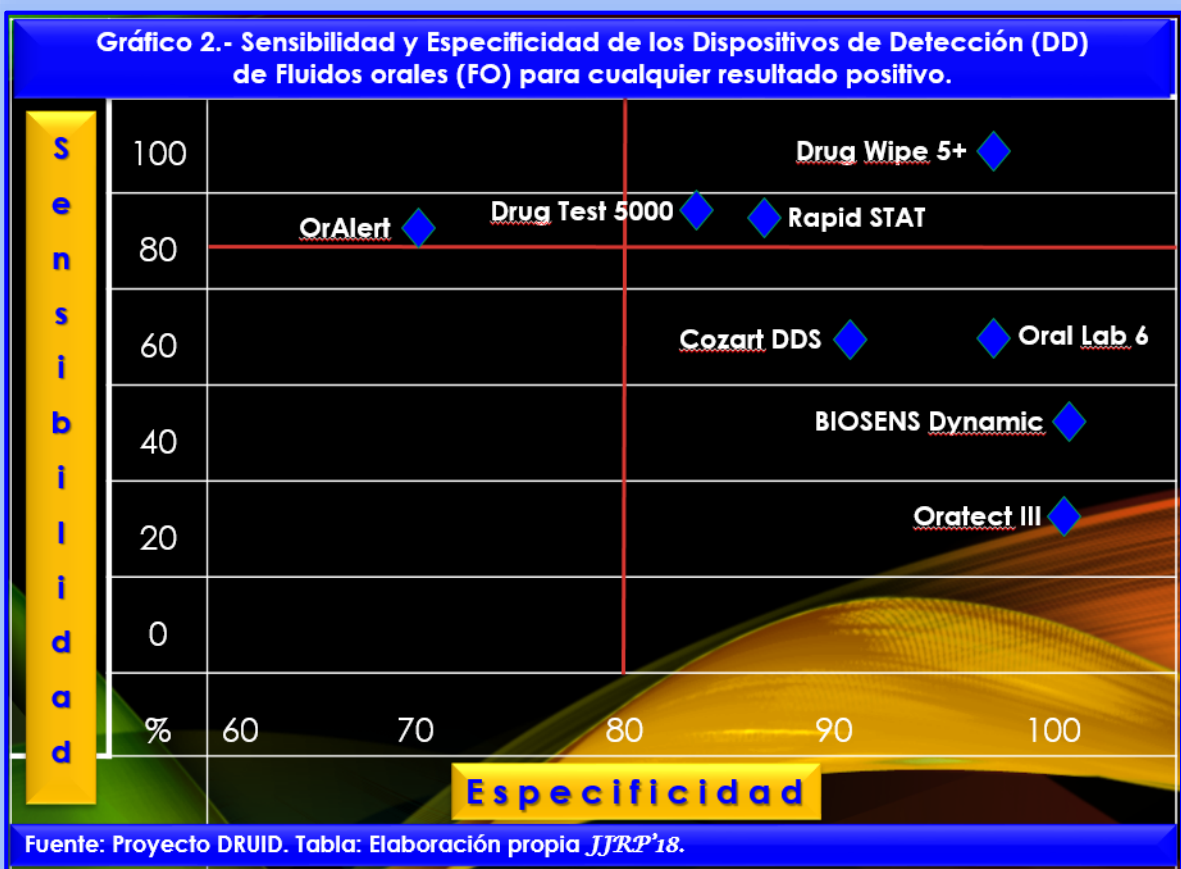 Gráfico 2.- Sensibilidad y Especificidad de los Dispositivos de Detección (DD)
de Fluidos orales (FO) para cualquier resultado positivo.
Sensibilidad
100
Drug Wipe 5+
Drug Test 5000
Rapid STAT
OrAlert
80
60
Cozart DDS
Oral Lab 6
BIOSENS Dynamic
40
Oratect III
20
0
% 60 70 80 90 100
Especificidad
Fuente: Proyecto DRUID. Tabla: Elaboración propia JJRP'18.